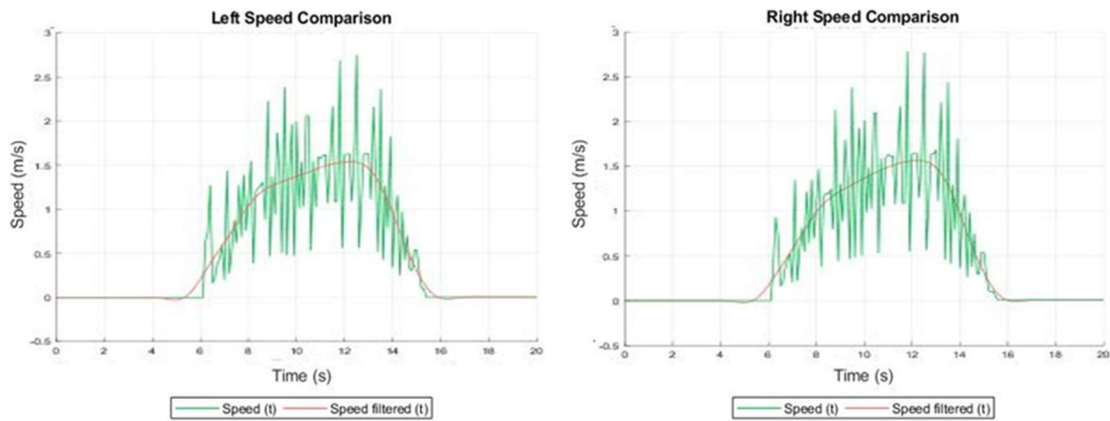 Left Speed Comparison
3
2.5
2
1.5
1
0.5
0
-0.5
Speed (m/s)
0 2 4 6 8 10 12 14 16 18 20
Time (s)
Speed (t) Speed filtered (t)
Right Speed Comparison
3
2.5
2
1.5
1
0.5
0
-0.5
Speed (m/s)
0 2 4 6 8 10 12 14 16 18 20
Time (s)
Speed (t) Speed filtered (t)